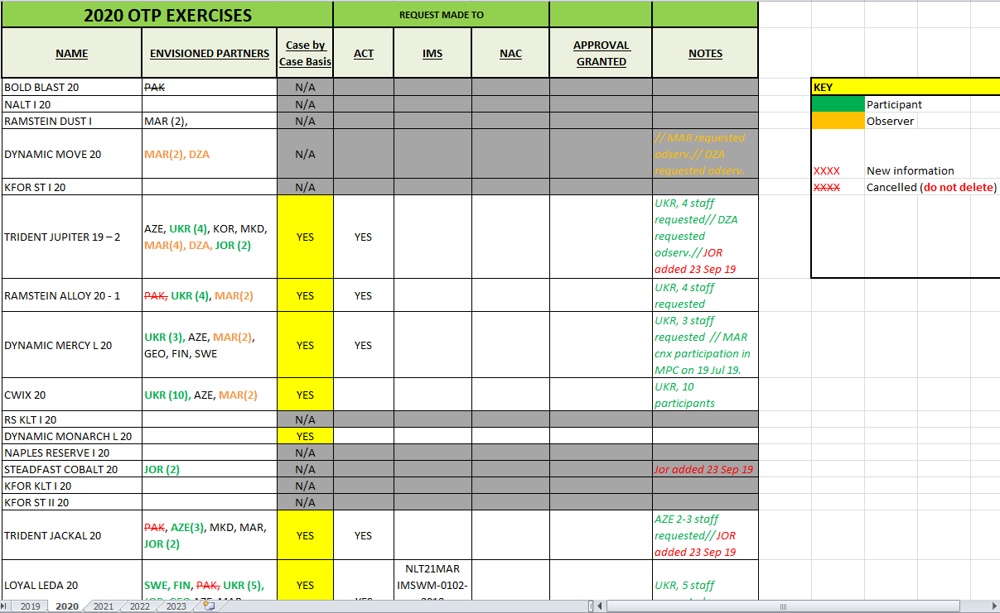 2020 OTP EXERCISES REQUEST MADE TO
NAME ENVISIONED PARTNERS Case by Case Basis ACT IMS NAC APPROVAL GRANTED NOTES
BOLD BLAST 20 PAK N/A
NALT I 20 N/A
RAMSTEIN DUST I MAR (2), N/A
DYNAMIC MOVE 20 MAR(2), DZA N/A
// MAR requested
odserv.// DZA
requested odserv.
KFOR ST I 20 N/A
TRIDENT JUPITER 19 – 2
AZE, UKR (4), KOR, MKD,
MAR(4), DZA, JOR (2)
YES YES
UKR, 4 staff
requested// DZA
requested
odserv.// JOR
added 23 Sep 19
RAMSTEIN ALLOY 20 - 1 PAK, UKR (4), MAR(2) YES YES
UKR, 4 staff
requested
DYNAMIC MERCY L 20
UKR (3), AZE, MAR(2),
GEO, FIN, SWE
YES YES
UKR, 3 staff
requested // MAR
cnx participation in
MPC on 19 Jul 19.
CWIX 20 UKR (10), AZE, MAR(2) YES
UKR, 10
participants
RS KLT I 20 N/A
DYNAMIC MONARCH L 20 YES
NAPLES RESERVE I 20 N/A
STEADFAST COBALT 20 JOR (2) N/A Jor added 23 Sep 19
KFOR KLT I 20 N/A
KFOR ST II 20 N/A
TRIDENT JACKAL 20
PAK, AZE(3), MKD, MAR,
JOR (2)
YES YES
AZE 2-3 staff
requested// JOR
added 23 Sep 19
LOYAL LEDA 20
SWE, FIN, PAK, UKR (5),
YES
NLT21MAR
IMSWM-0102-
UKR, 5 staff
KEY
Participant
Observer
XXXX New information
XXXX Cancelled (do not delete)
2019 2020 2021 2022 2023